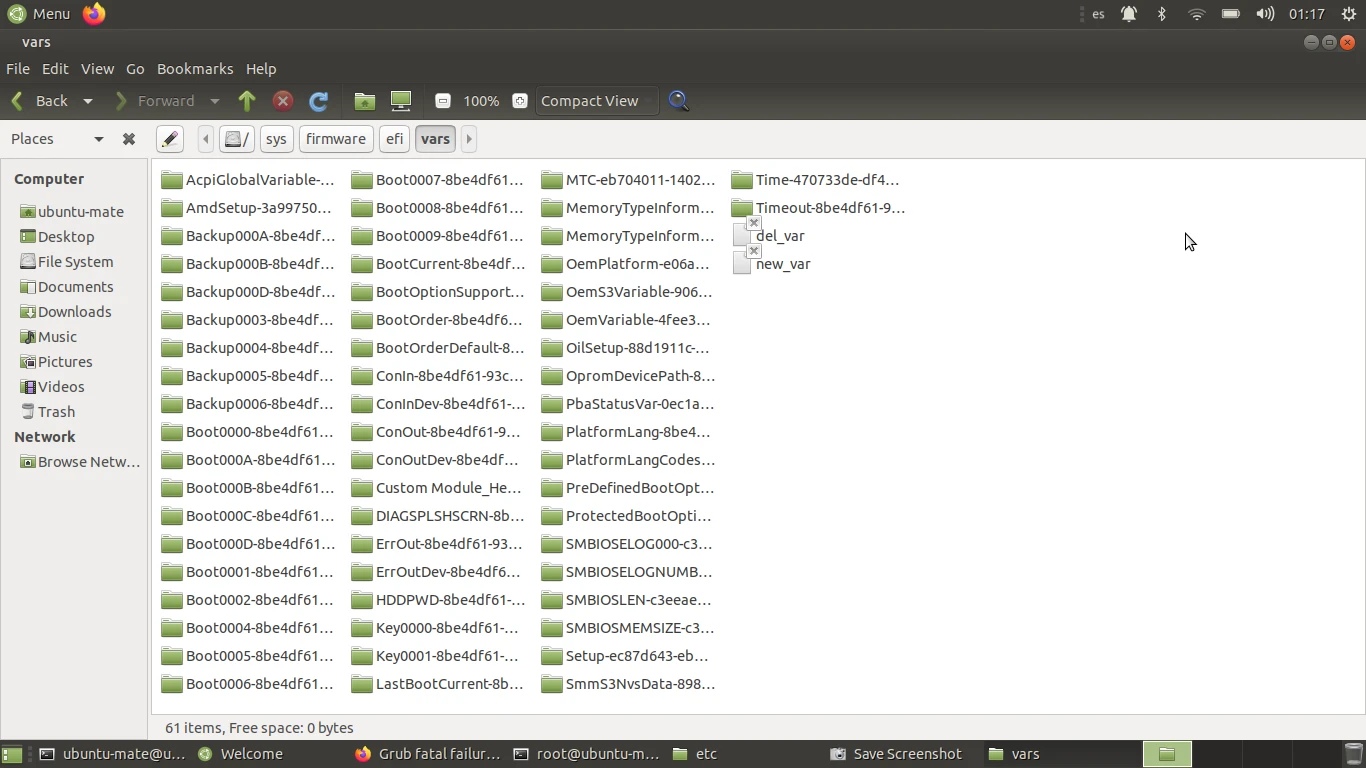 Menu es 01:17
vars
File Edit View Go Bookmarks Help
Back Forward 100% Compact View
Places / sys firmware efi vars
Computer
ubuntu-mate
Desktop
File System
Documents
Downloads
Music
Pictures
Videos
Trash
Network
Browse Netw...
AcpiGlobalVariable-...
AmdSetup-3a99750...
Backup000A-8be4df...
Backup000B-8be4df...
Backup000D-8be4df...
Backup0003-8be4df...
Backup0004-8be4df...
Backup0005-8be4df...
Backup0006-8be4df...
Boot0000-8be4df61...
Boot000A-8be4df61...
Boot000B-8be4df61...
Boot000C-8be4df61...
Boot000D-8be4df61...
Boot0001-8be4df61...
Boot0002-8be4df61...
Boot0004-8be4df61...
Boot0005-8be4df61...
Boot0006-8be4df61...
Boot0007-8be4df61...
Boot0008-8be4df61...
Boot0009-8be4df61...
BootCurrent-8be4df...
BootOptionSupport...
BootOrder-8be4df6...
BootOrderDefault-8...
ConIn-8be4df61-93c...
ConInDev-8be4df61-...
ConOut-8be4df61-9...
ConOutDev-8be4df...
Custom Module_He...
DIAGSPLSHSCRN-8b...
ErrOut-8be4df61-93...
ErrOutDev-8be4df6...
HDDPWD-8be4df61-...
Key0000-8be4df61-...
Key0001-8be4df61-...
LastBootCurrent-8b...
MTC-eb704011-1402...
MemoryTypeInform...
MemoryTypeInform...
OemPlatform-e06a...
OemS3Variable-906...
OemVariable-4fee3...
OilSetup-88d1911c-...
OpromDevicePath-8...
PbaStatusVar-0ec1a...
PlatformLang-8be4...
PlatformLangCodes...
PreDefinedBootOpt...
ProtectedBootOpti...
SMBIOSELOG000-c3...
SMBIOSELOGNUMB...
SMBIOSLEN-c3eeae...
SMBIOSMEMSIZE-c3...
Setup-ec87d643-eb...
SmmS3NvsData-898...
Time-470733de-df4...
Timeout-8be4df61-9...
del_var
new_var
61 items, Free space: 0 bytes
ubuntu-mate@u... Welcome Grub fatal failur... root@ubuntu-m... etc Save Screenshot vars